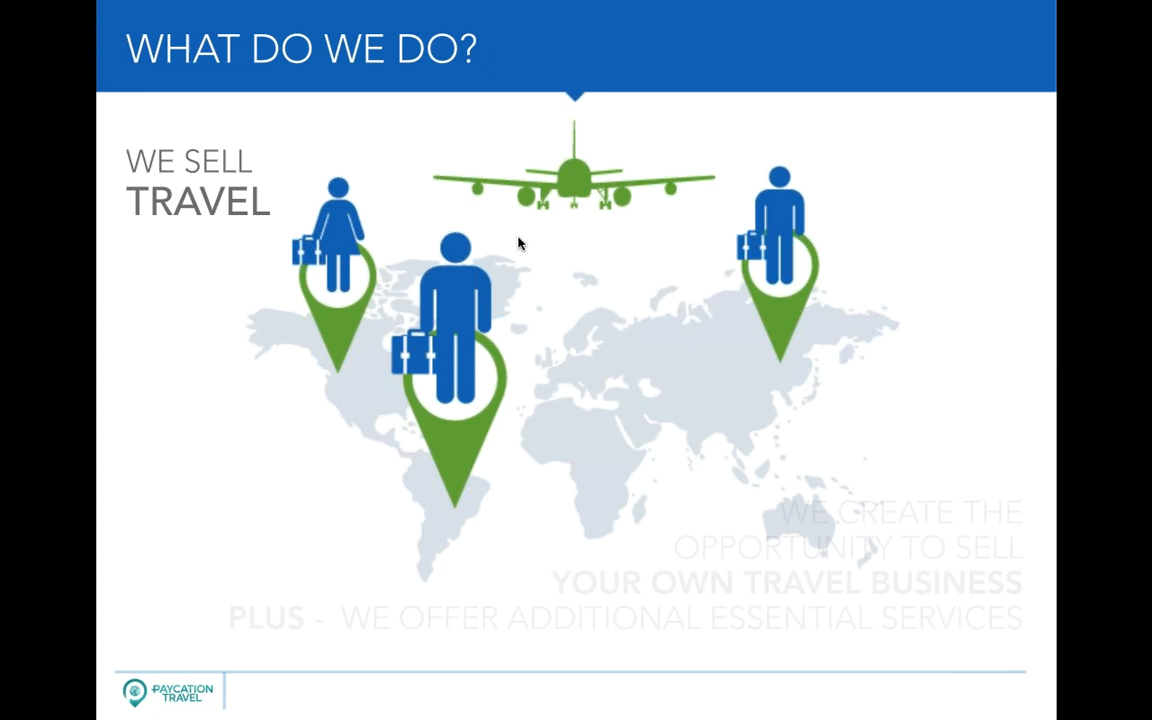 WHAT DO WE DO?
WE SELL
TRAVEL
WE CREATE THE
OPPORTUNITY TO SELL
YOUR OWN TRAVEL BUSINESS
PLUS - WE OFFER ADDITIONAL ESSENTIAL SERVICES
PAYCATION
TRAVEL